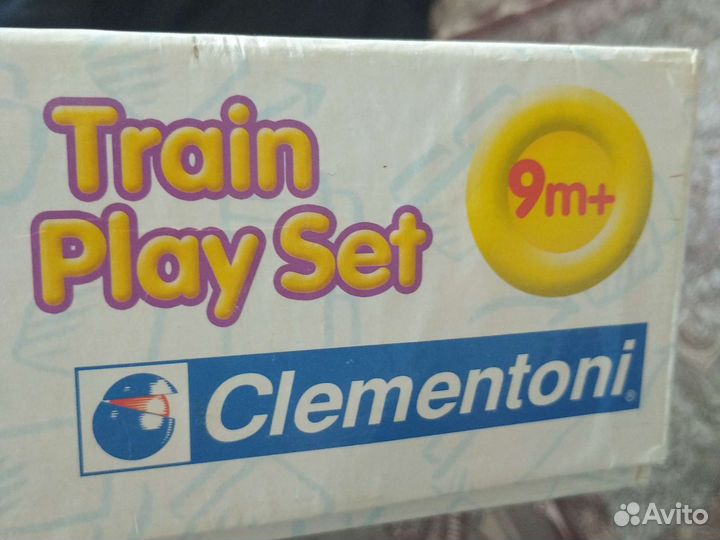 Train
Play Set
9m+
Clementoni®
Avito